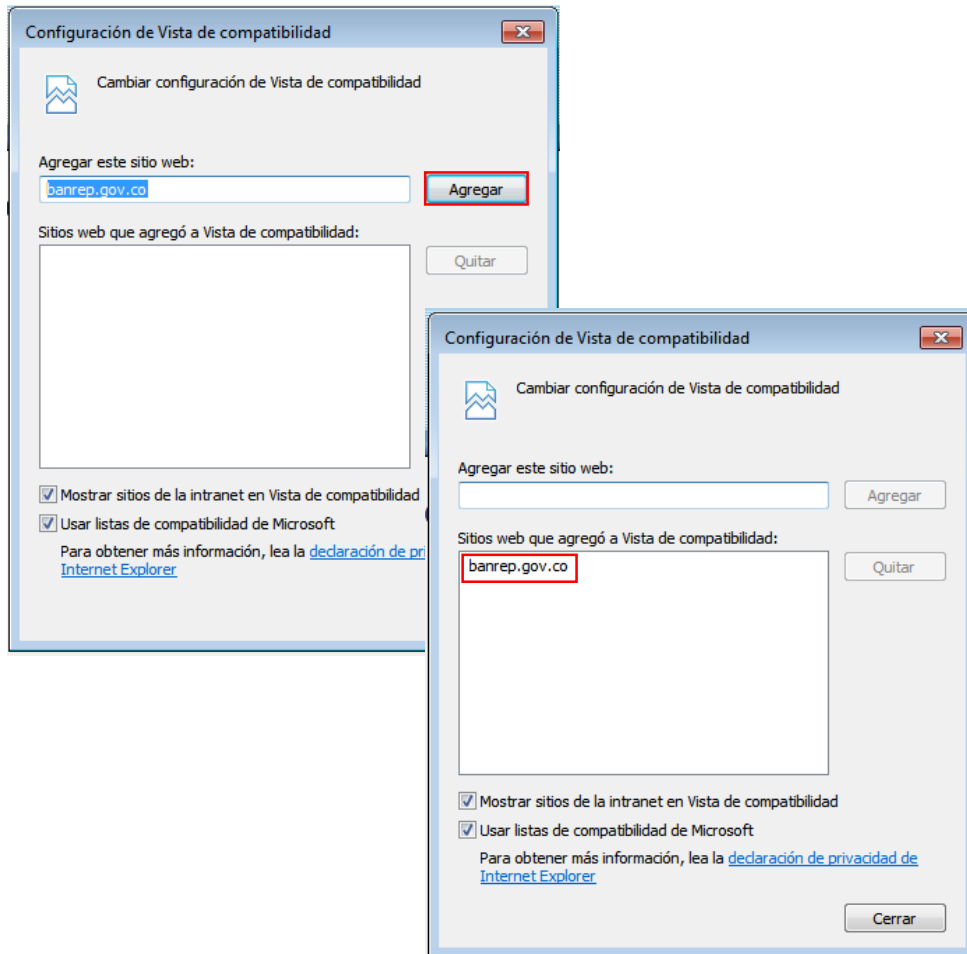 Configuración de Vista de compatibilidad
Cambiar configuración de Vista de compatibilidad
Agregar este sitio web:
banrep.gov.co
Agregar
Sitios web que agregó a Vista de compatibilidad:
Quitar
Mostrar sitios de la intranet en Vista de compatibilidad
Usar listas de compatibilidad de Microsoft
Para obtener más información, lea la declaración de
Internet Explorer
Configuración de Vista de compatibilidad
Cambiar configuración de Vista de compatibilidad
Agregar este sitio web:
Agregar
Sitios web que agregó a Vista de compatibilidad:
banrep.gov.co
Quitar
Mostrar sitios de la intranet en Vista de compatibilidad
Usar listas de compatibilidad de Microsoft
Para obtener más información, lea la declaración de privacidad de
Internet Explorer
Cerrar